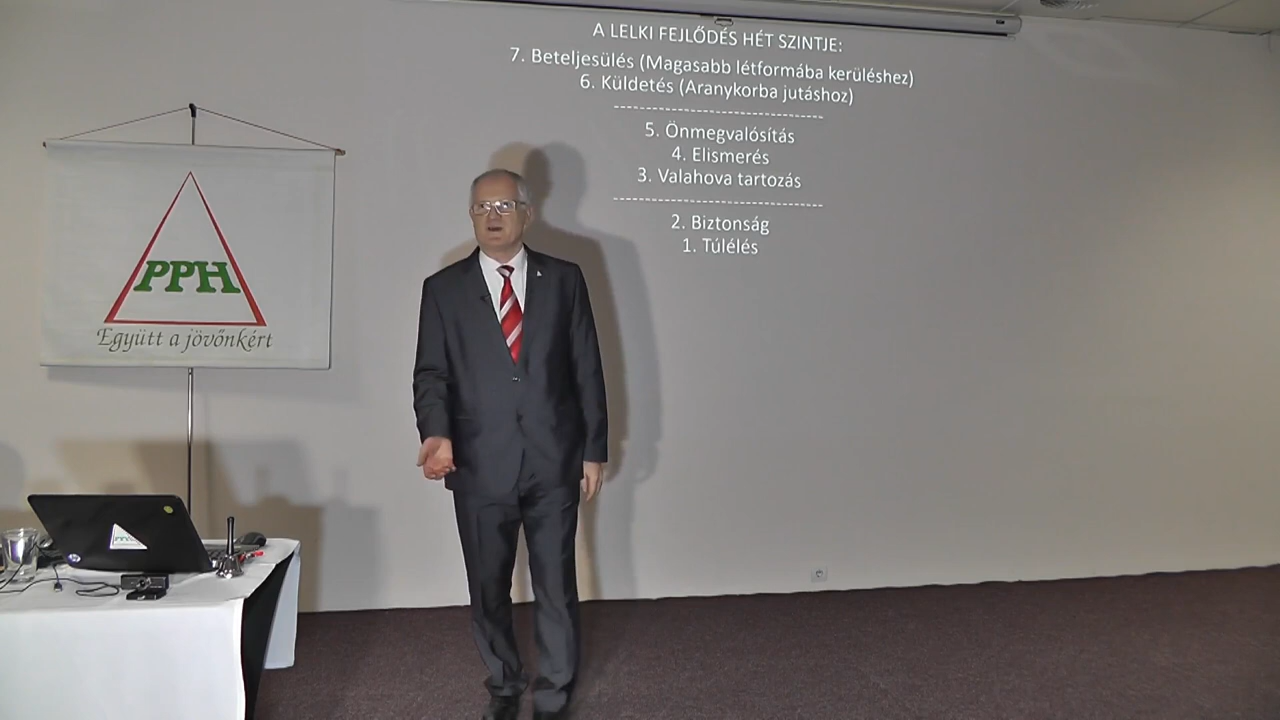 A LELKI FEJLŐDÉS HÉT SZINTJE:
7. Beteljesülés (Magasabb létformába kerüléshez)
6. Küldetés (Aranykorba jutáshoz)
-----------------------------------
5. Önmegvalósítás
4. Elismerés
3. Valahova tartozás
-----------------------------------
2. Biztonság
1. Túlélés
PPH
Együtt a jövőnkért